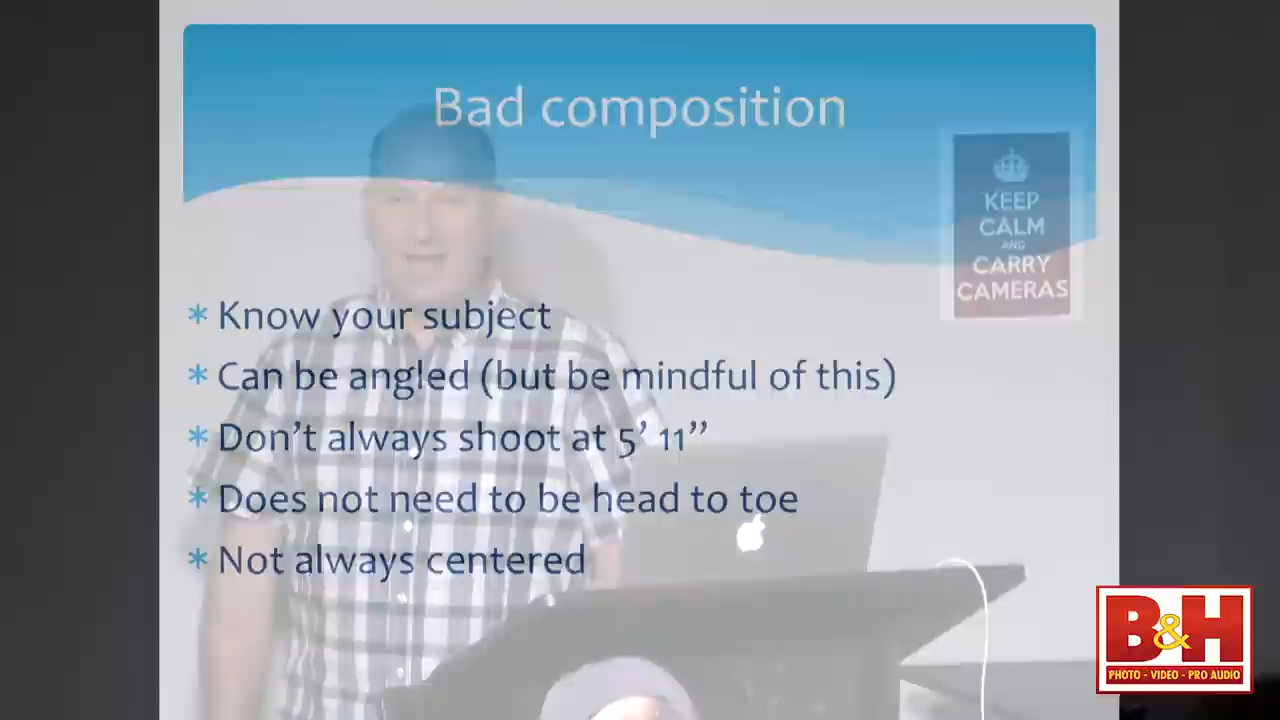 Bad composition
KEEP
CALM
AND
CARRY
CAMERAS
* Know your subject
* Can be angled (but be mindful of this)
* Don’t always shoot at 5’ 11”
* Does not need to be head to toe
* Not always centered
B&H
PHOTO - VIDEO - PRO AUDIO